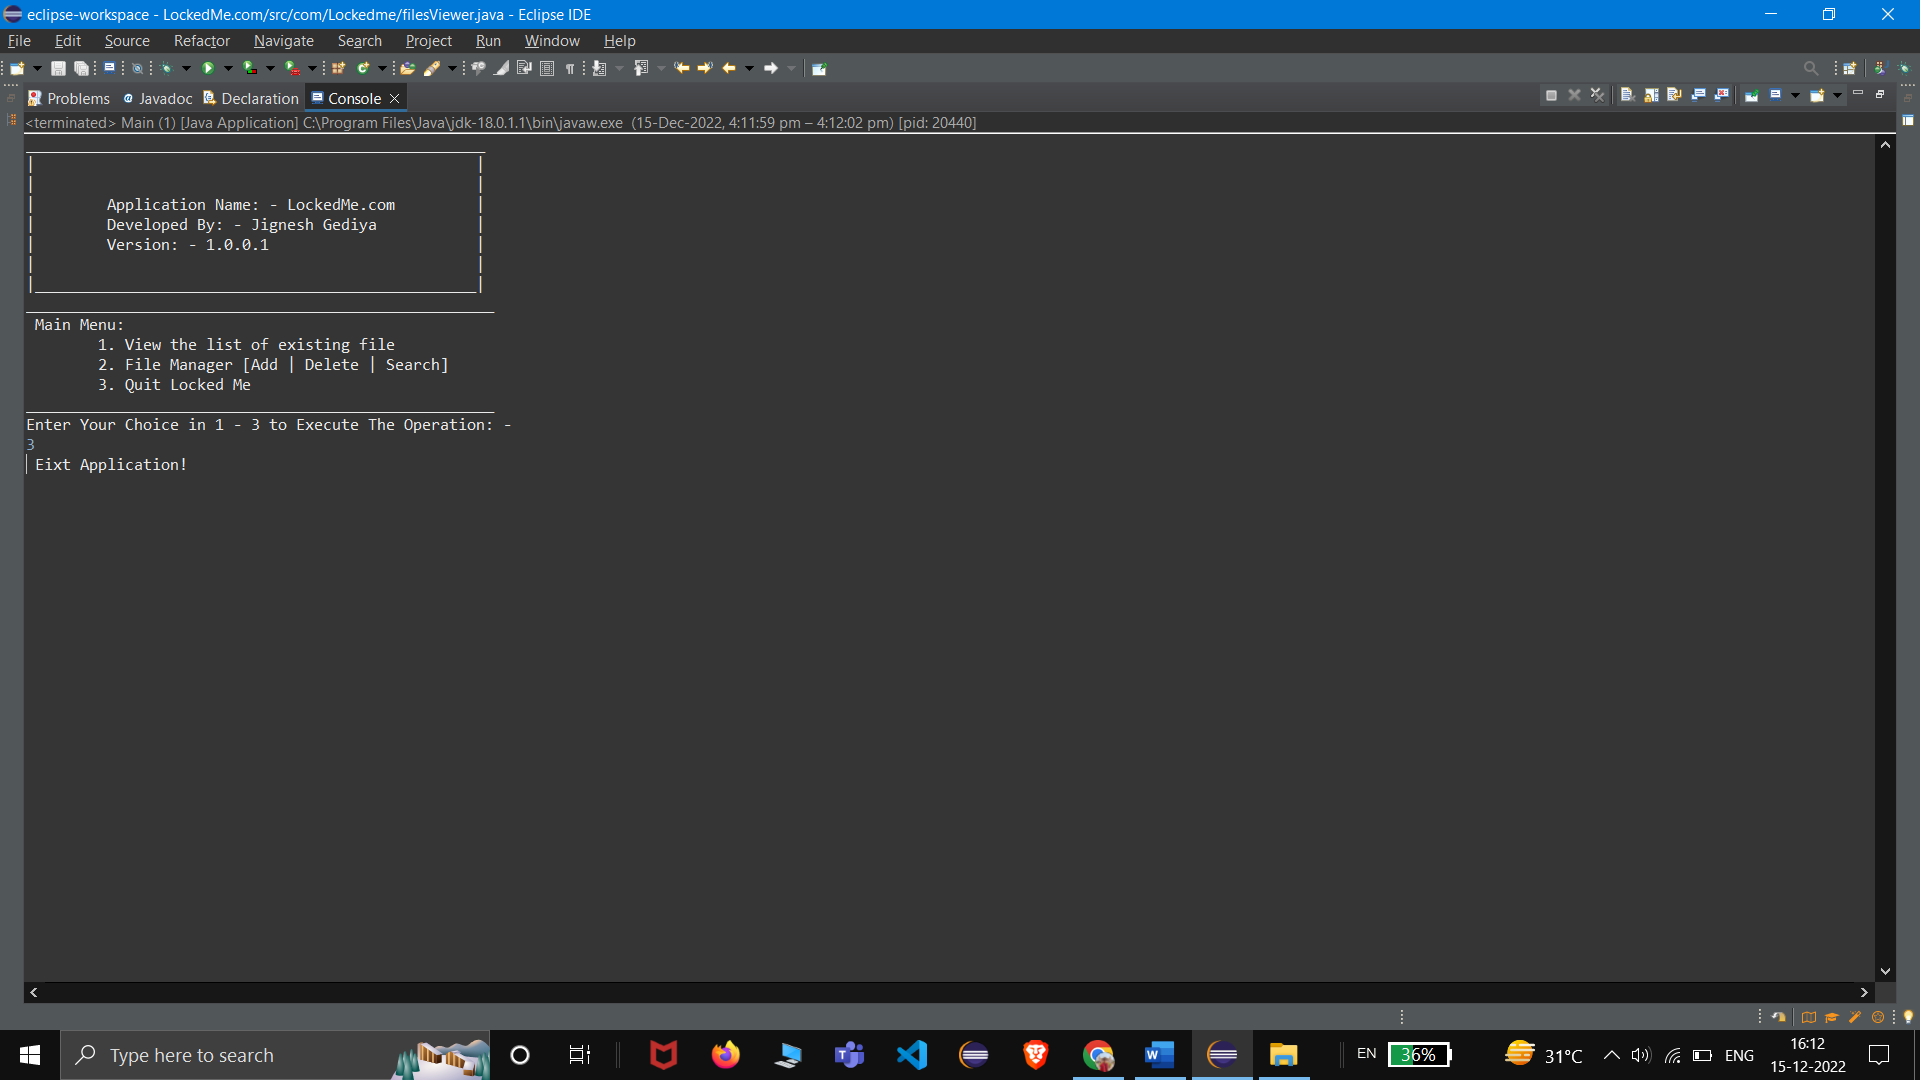 eclipse-workspace - LockedMe.com/src/com/Lockedme/filesViewer.java - Eclipse IDE
File Edit Source Refactor Navigate Search Project Run Window Help
Problems Javadoc Declaration Console
<terminated> Main (1) [Java Application] C:\Program Files\Java\jdk-18.0.1.1\bin\javaw.exe (15-Dec-2022, 4:11:59 pm – 4:12:02 pm) [pid: 20440]
Application Name: - LockedMe.com
Developed By: - Jignesh Gediya
Version: - 1.0.0.1
Main Menu:
1. View the list of existing file
2. File Manager [Add | Delete | Search]
3. Quit Locked Me
Enter Your Choice in 1 - 3 to Execute The Operation: -
3
Eixt Application!
Type here to search
EN 36% 31°C ENG 16:12
15-12-2022